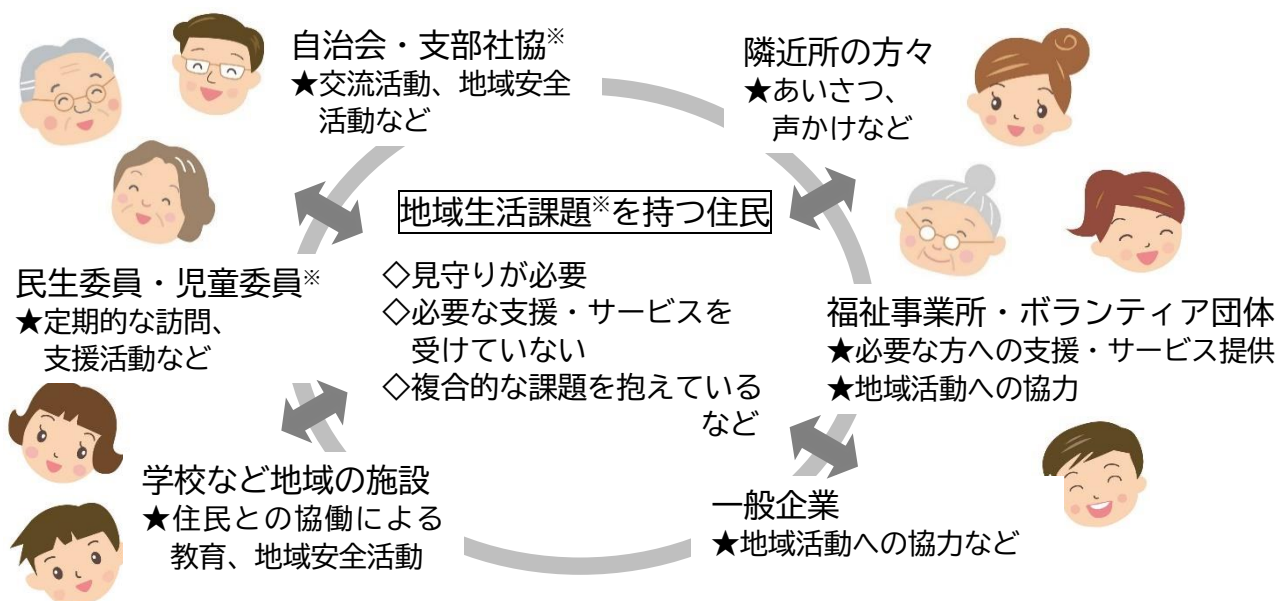 自治会・支部社協※
★交流活動、地域安全
活動など
隣近所の方々
★あいさつ、
声かけなど
地域生活課題※を持つ住民
◇見守りが必要
◇必要な支援・サービスを
受けていない
◇複合的な課題を抱えている
など
民生委員・児童委員※
★定期的な訪問、
支援活動など
福祉事業所・ボランティア団体
★必要な方への支援・サービス提供
★地域活動への協力
学校など地域の施設
★住民との協働による
教育、地域安全活動
一般企業
★地域活動への協力など